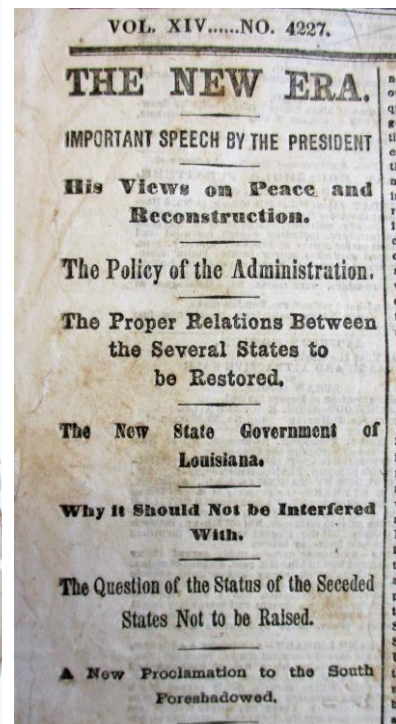 VOL. XIV......NO. 4227.
THE NEW ERA.
IMPORTANT SPEECH BY THE PRESIDENT
His Views on Peace and
Reconstruction.
The Policy of the Administration.
The Proper Relations Between
the Several States to
be Restored.
The New State Government of
Louisiana.
Why it Should Not be Interfered
With.
The Question of the Status of the Seceded
States Not to be Raised.
A New Proclamation to the South
Foreshadowed.